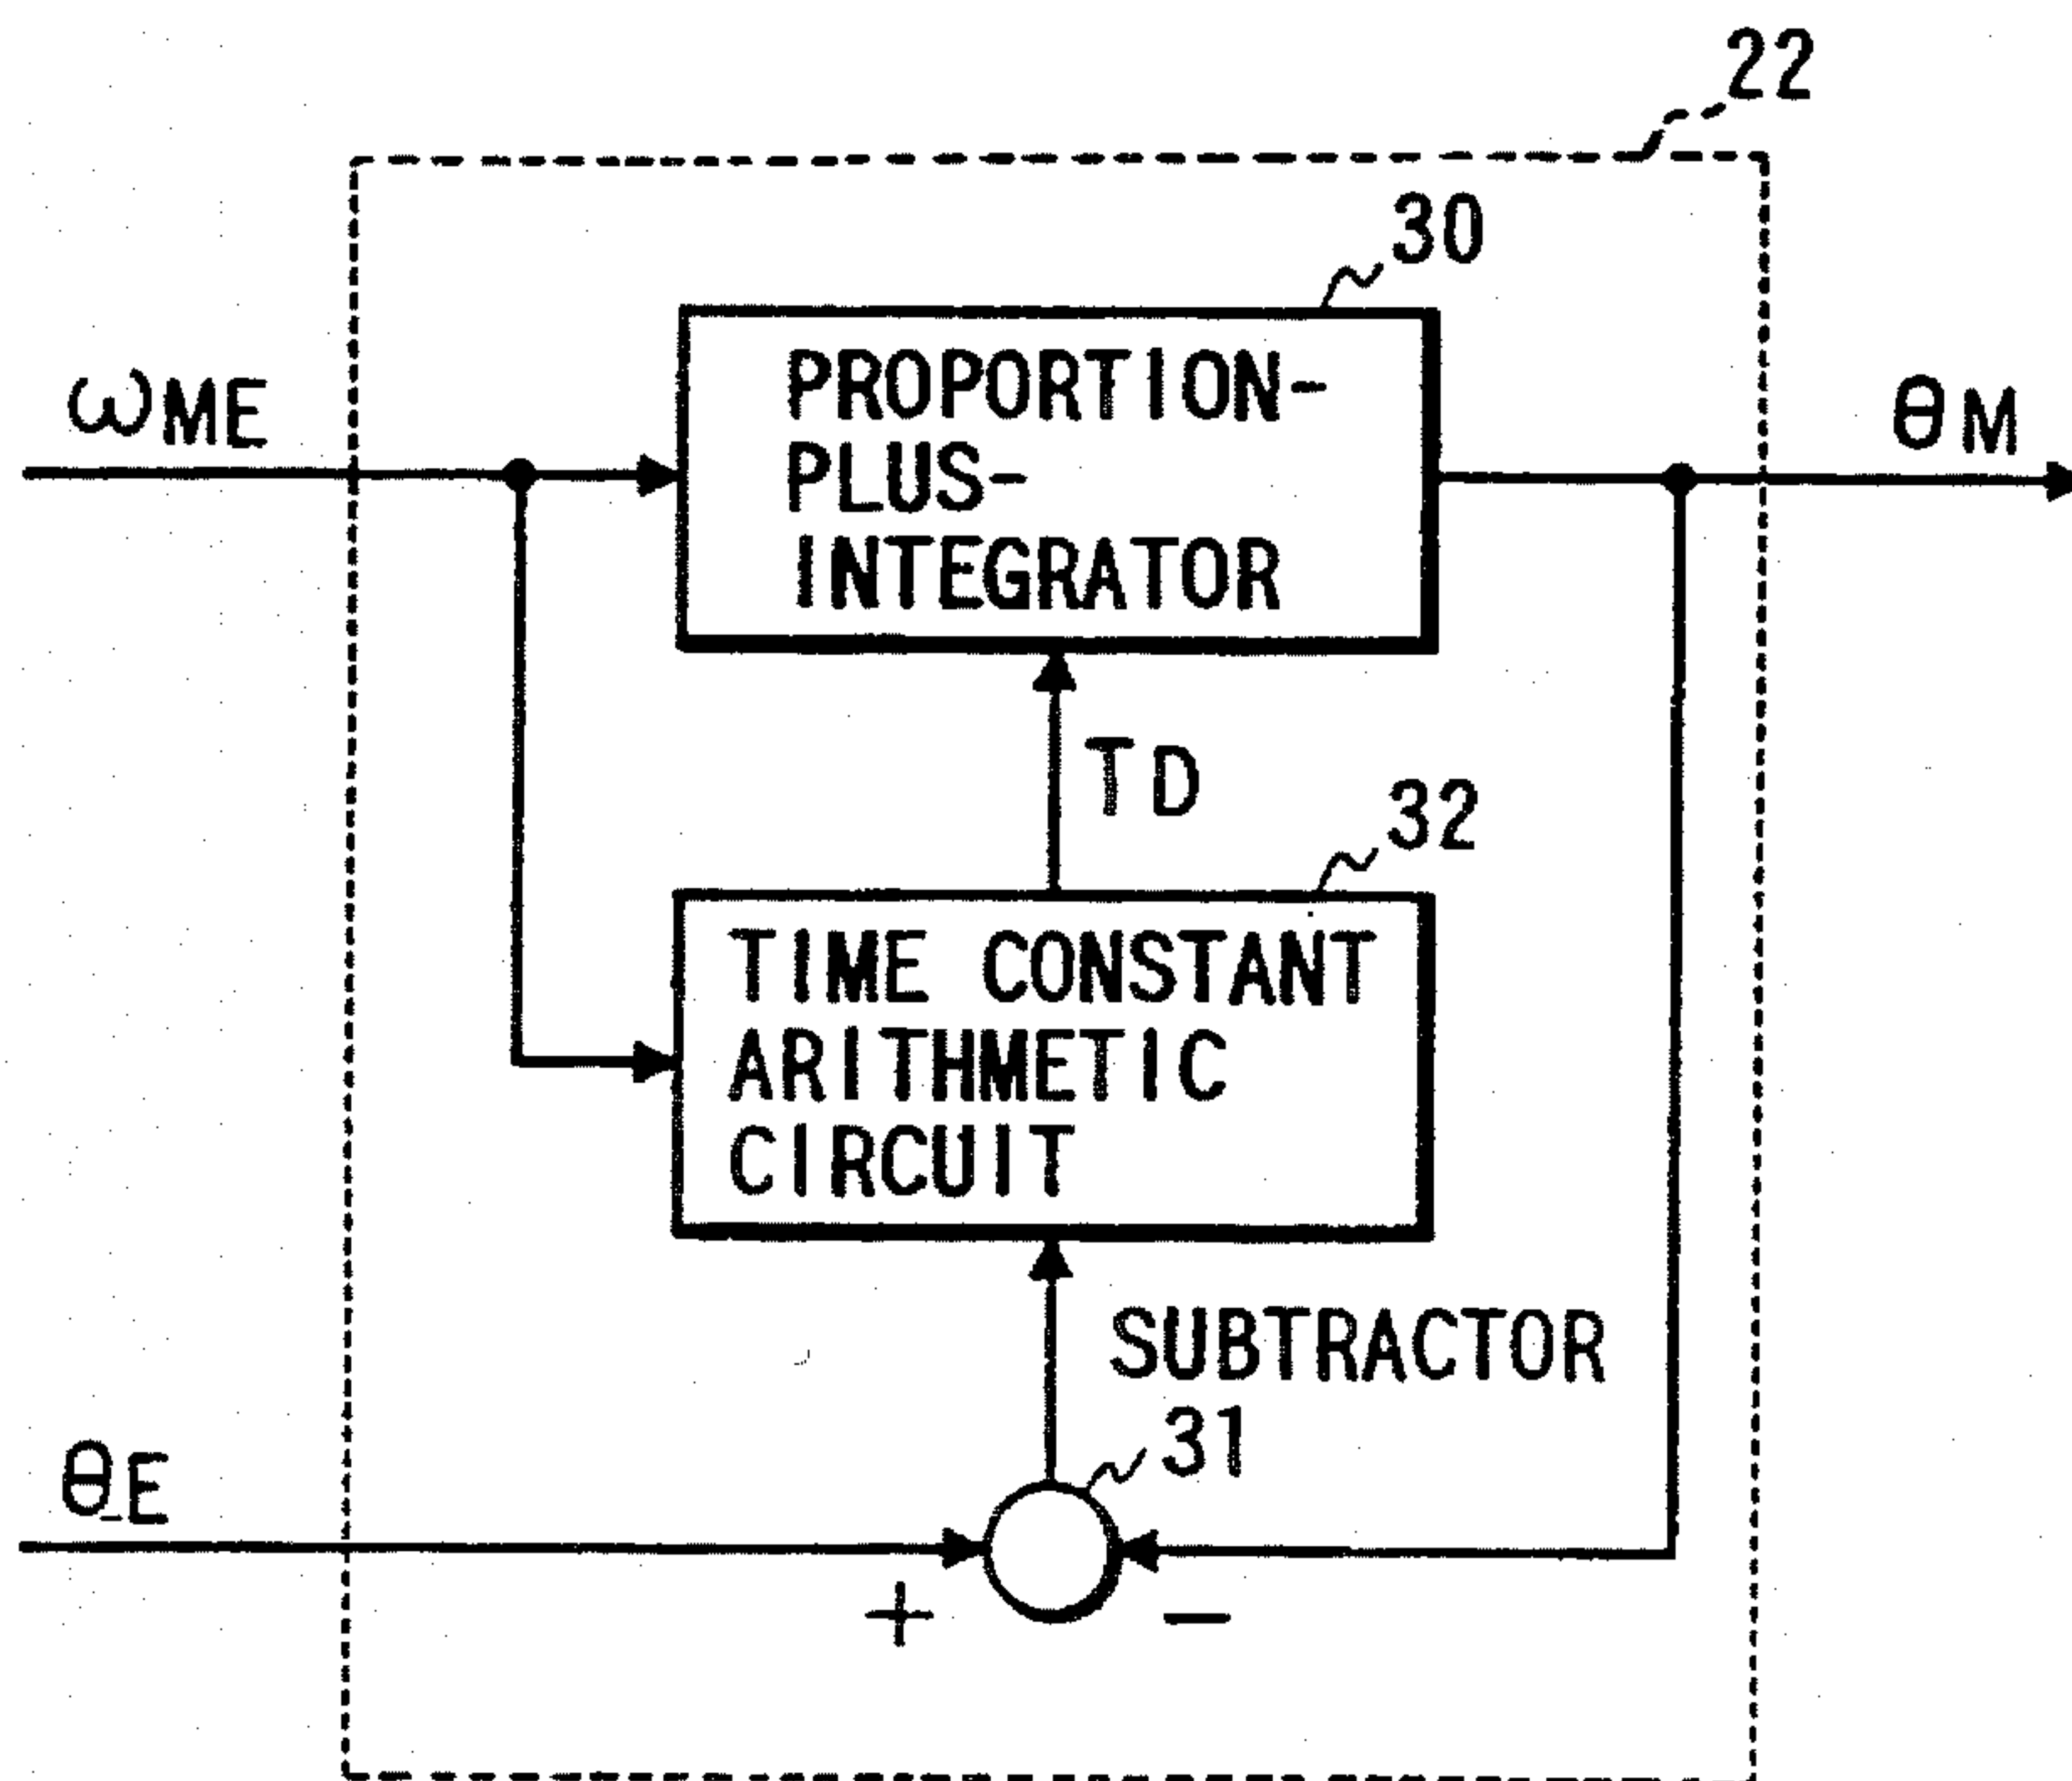 22
30
ωME
PROPORTION-
PLUS-
INTEGRATOR
θM
TD
32
TIME CONSTANT
ARITHMETIC
CIRCUIT
SUBTRACTOR
31
θE
+
−